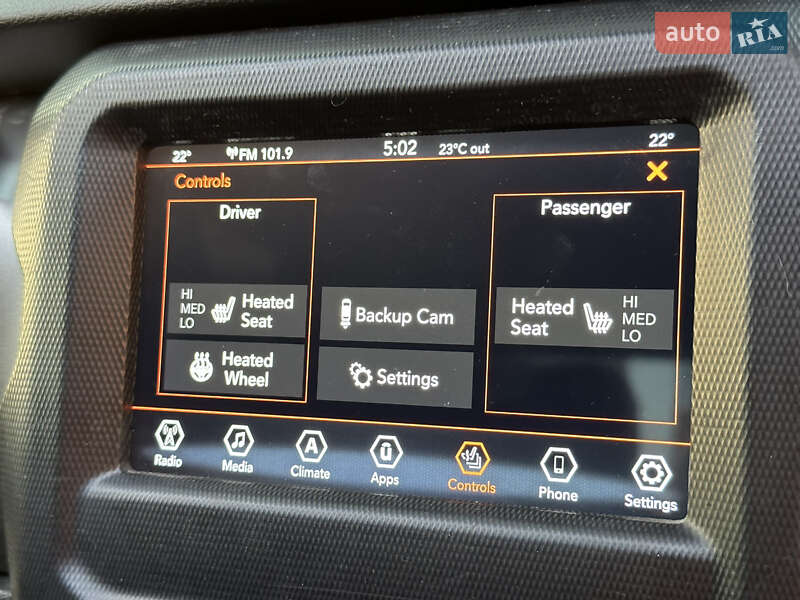 auto RIA
.com
22° FM 101.9 5:02 23°C out 22°
Controls
Driver
HI
MED
LO
Heated
Seat
Heated
Wheel
Backup Cam
Settings
Passenger
Heated
Seat
HI
MED
LO
Radio
Media
A
Climate
ū
Apps
Controls
Phone
Settings